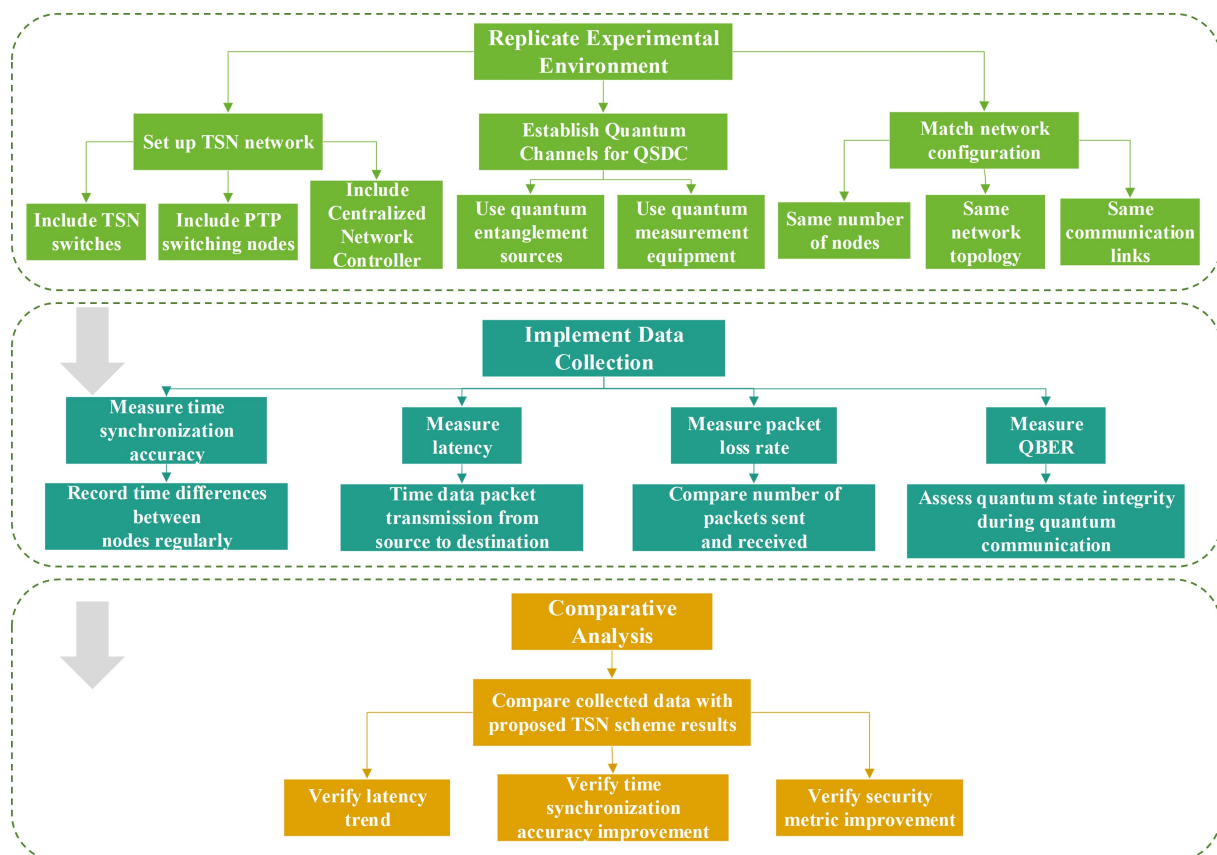 Replicate Experimental
Environment
Set up TSN network
Establish Quantum
Channels for QSDC
Match network
configuration
Include TSN
switches
Include PTP
switching nodes
Include
Centralized
Network
Controller
Use quantum
entanglement
sources
Use quantum
measurement
equipment
Same number
of nodes
Same
network
topology
Same
communication
links
Implement Data
Collection
Measure time
synchronization
accuracy
Measure
latency
Measure packet
loss rate
Measure
QBER
Record time differences
between
nodes regularly
Time data packet
transmission from
source to destination
Compare number of
packets sent
and received
Assess quantum state integrity
during quantum
communication
Comparative
Analysis
Compare collected data with
proposed TSN scheme results
Verify latency
trend
Verify time
synchronization
accuracy improvement
Verify security
metric improvement